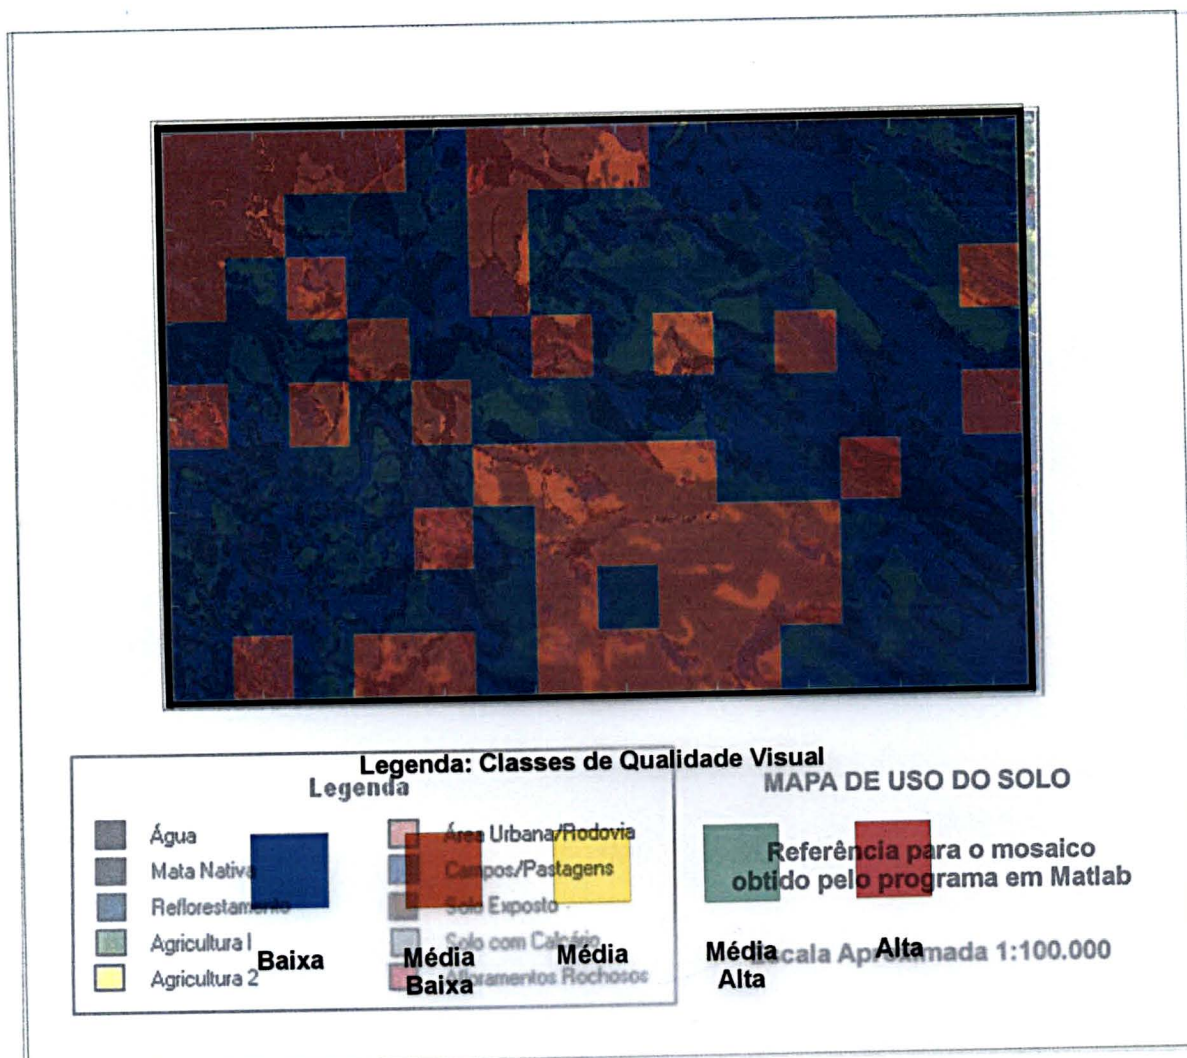 Legenda: Classes de Qualidade Visual
Legenda
MAPA DE USO DO SOLO
Água
Mata Nativa
Reflorestamento
Agricultura I
Agricultura 2
Área Urbana/Rodovia
Campos/Pastagens
Solo Exposto
Solo com Calcário
Afloramentos Rochosos
Referência para o mosaico
obtido pelo programa em Matlab
Escala Aproximada 1:100.000
Baixa
Média
Baixa
Média
Média
Alta
Alta